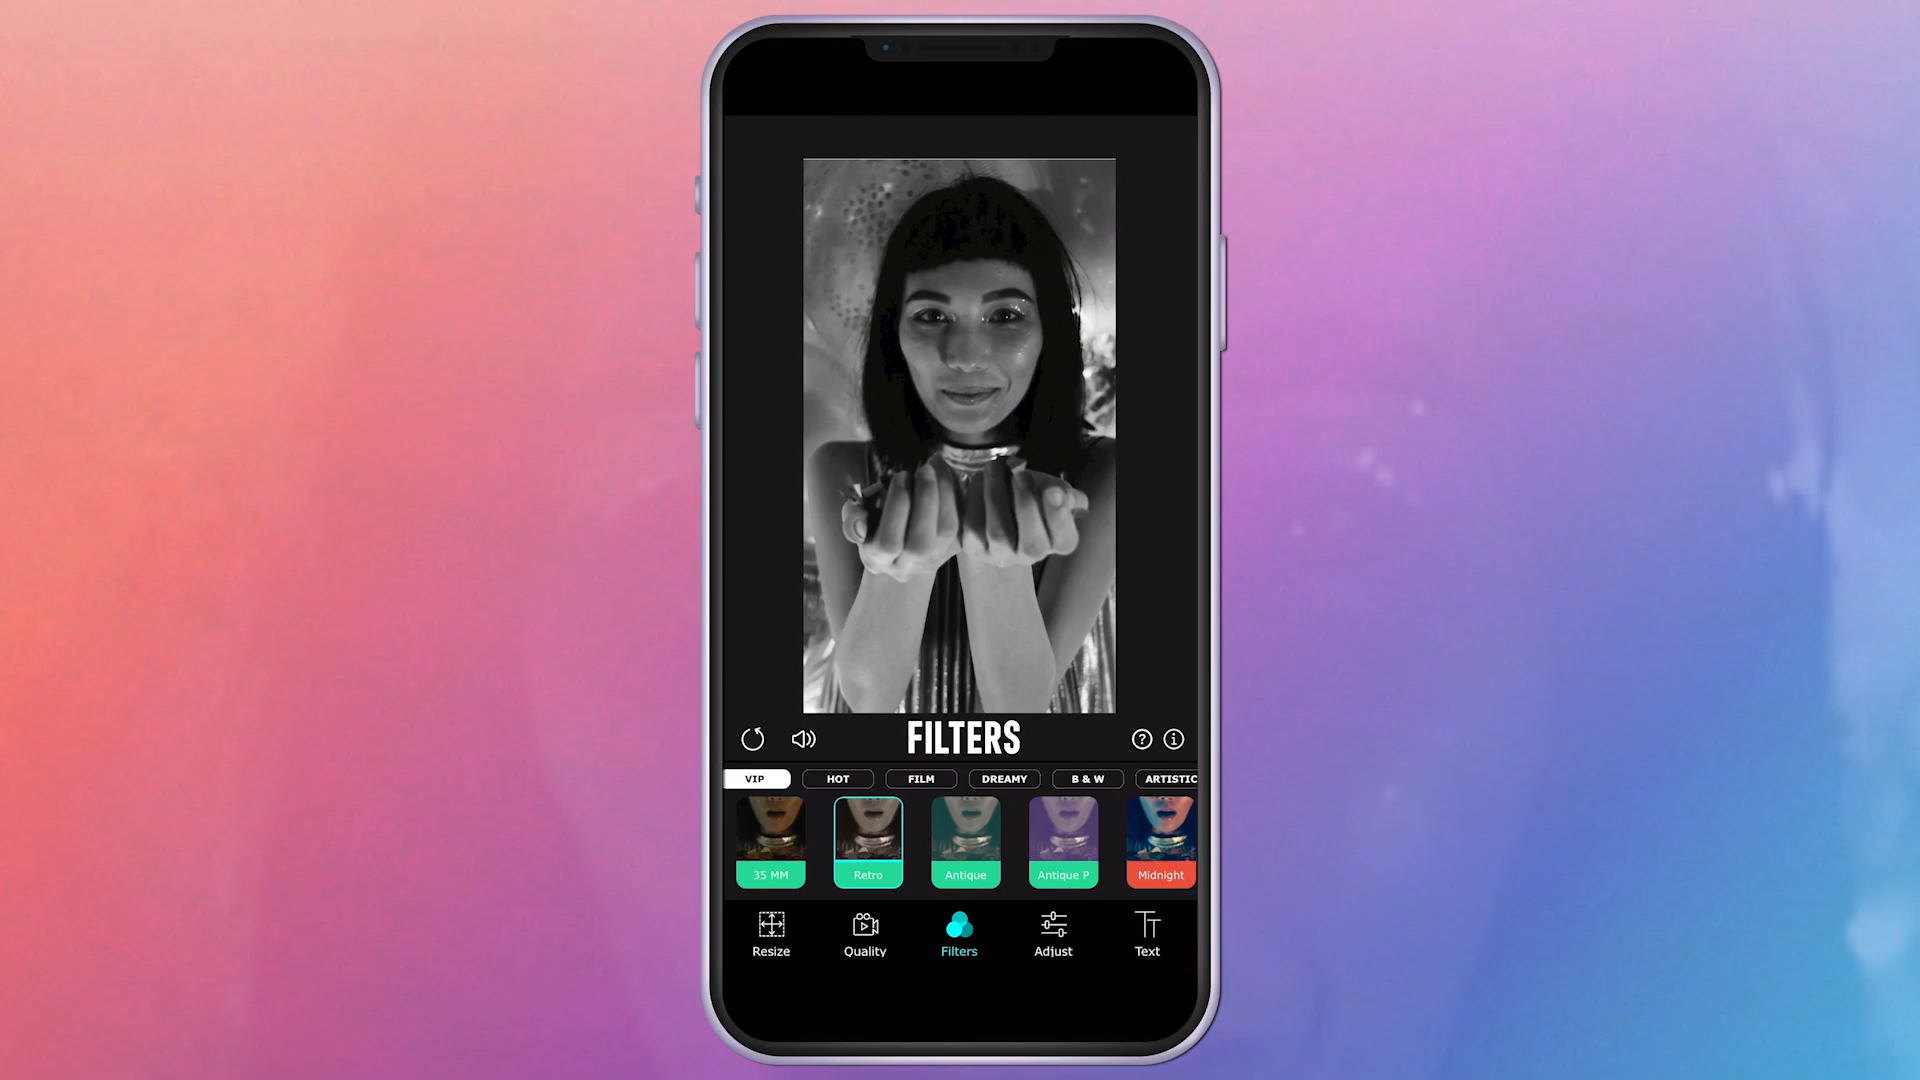 FILTERS
VIP HOT FILM DREAMY B & W ARTISTIC
35 MM Retro Antique Antique P Midnight
Resize Quality Filters Adjust Text